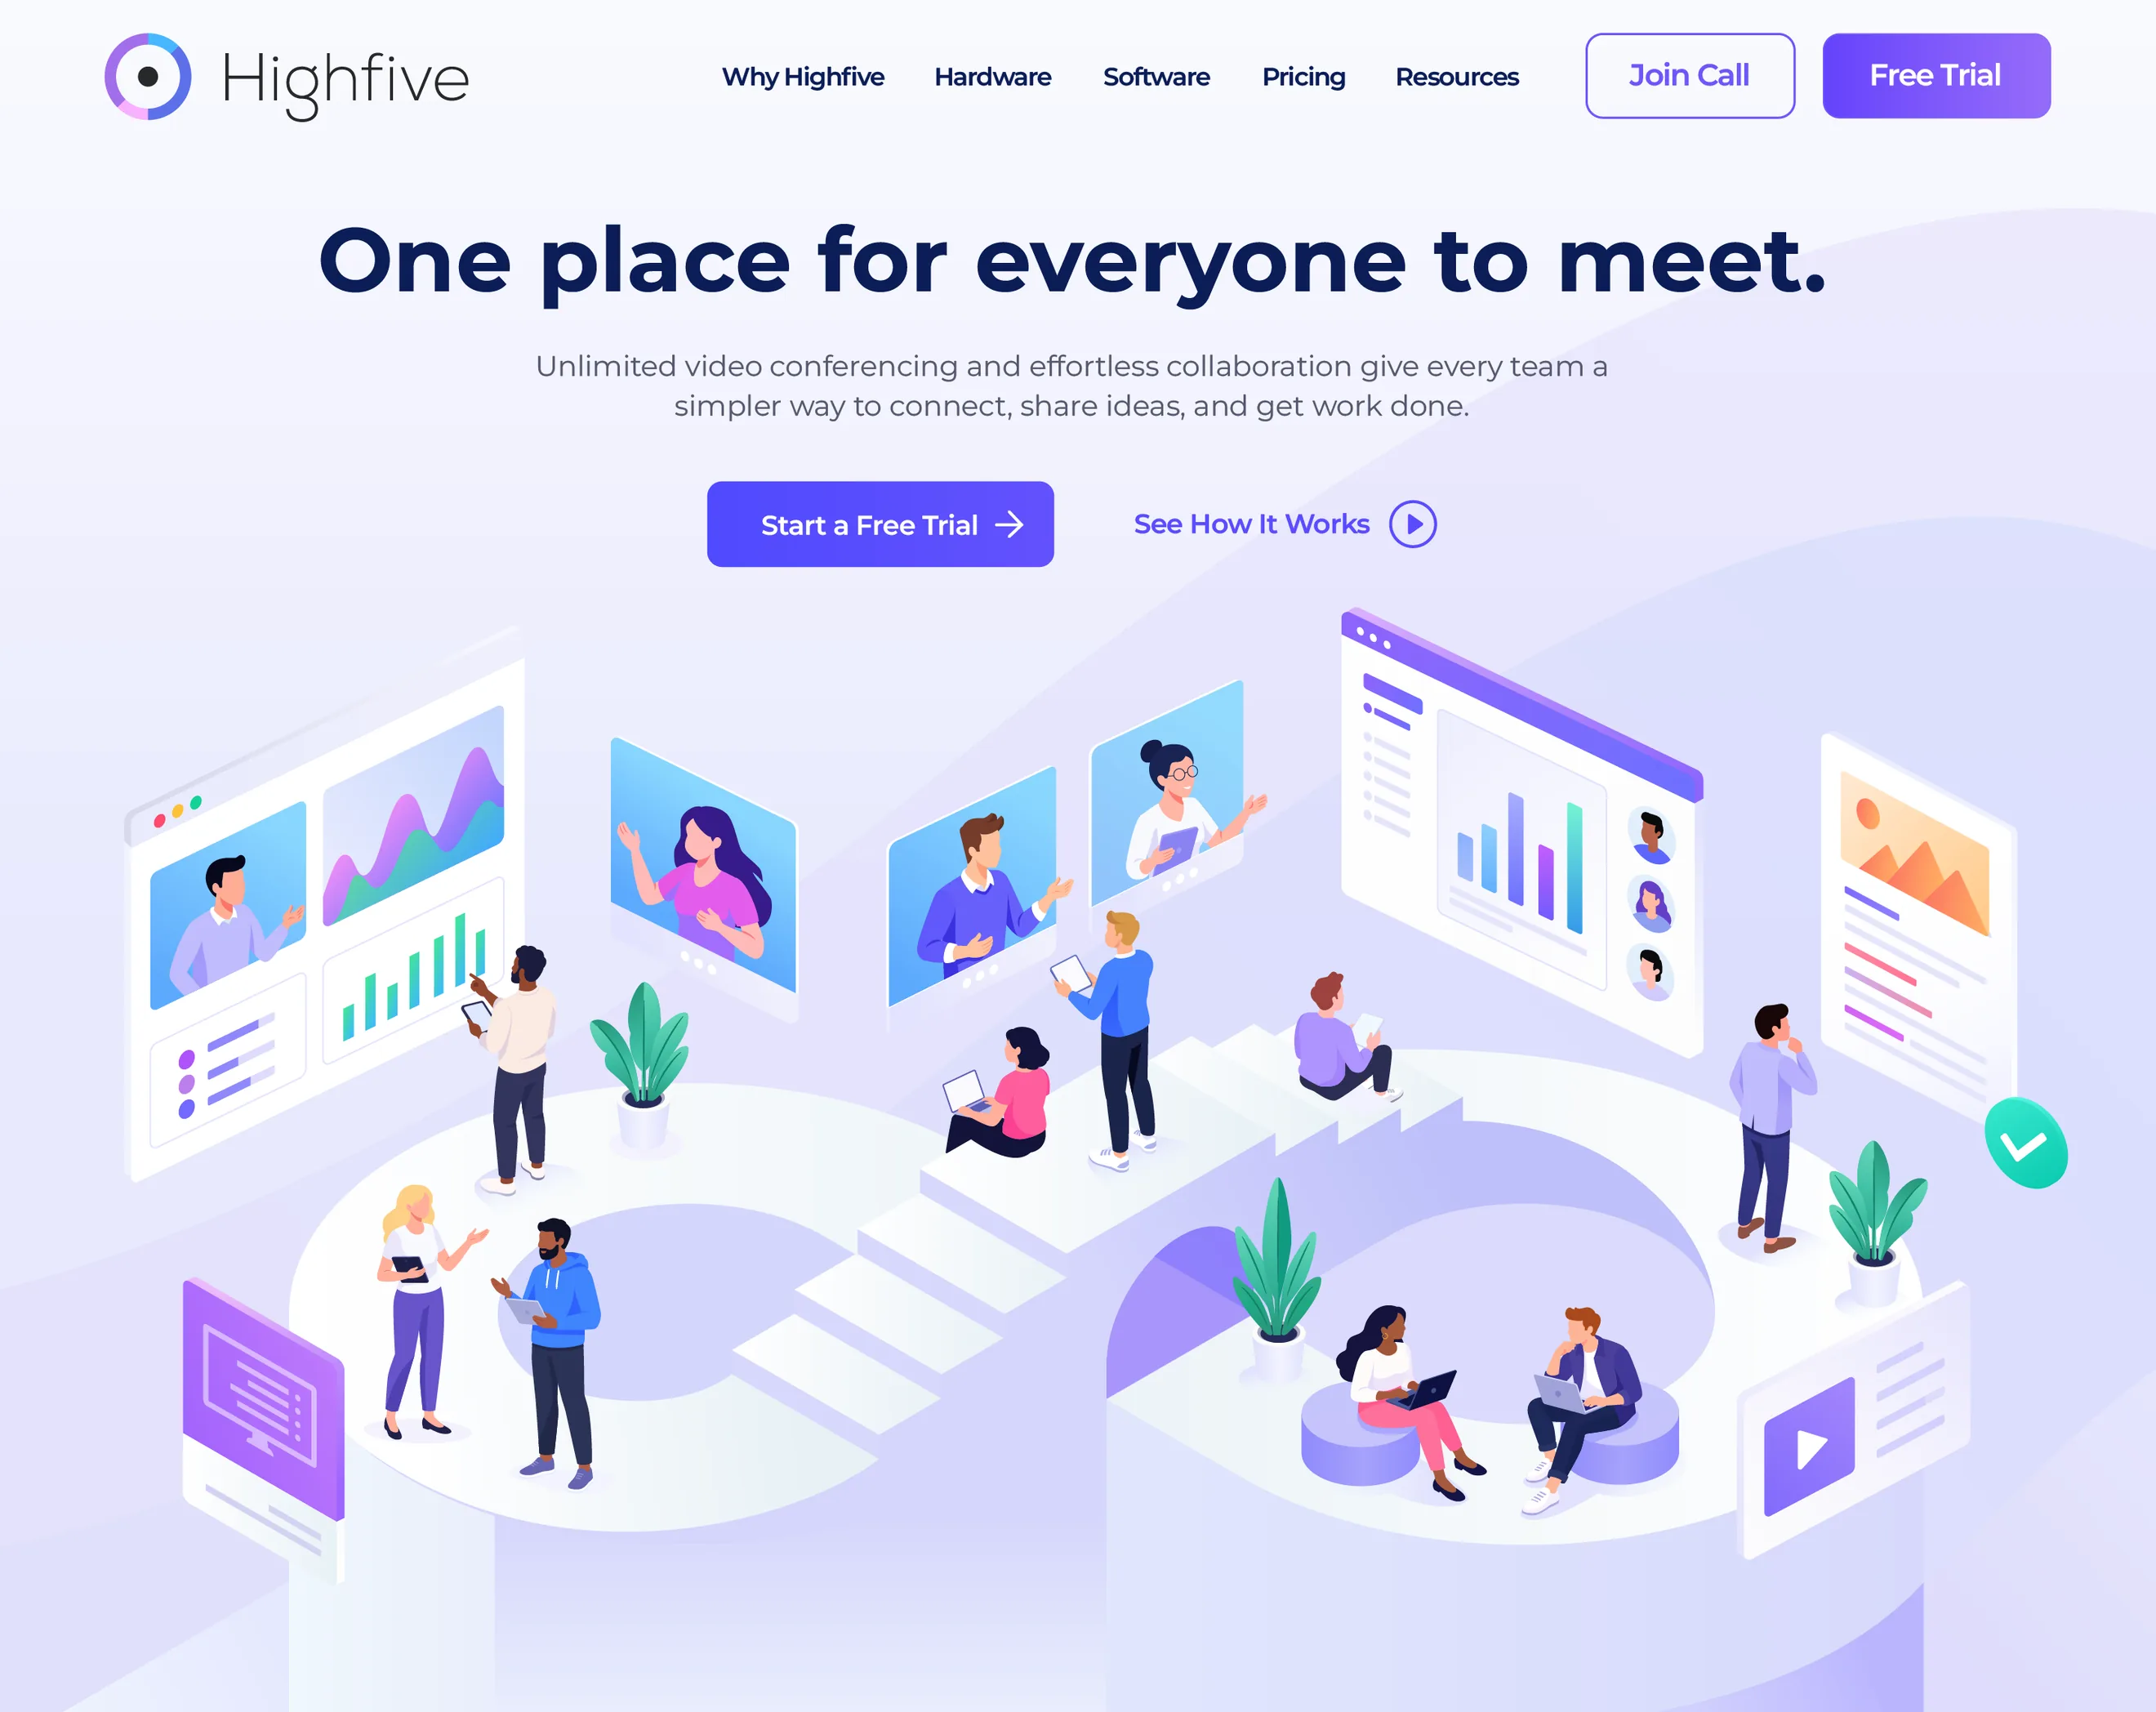 Highfive
Why Highfive
Hardware
Software
Pricing
Resources
Join Call
Free Trial
One place for everyone to meet.
Unlimited video conferencing and effortless collaboration give every team a
simpler way to connect, share ideas, and get work done.
Start a Free Trial
See How It Works